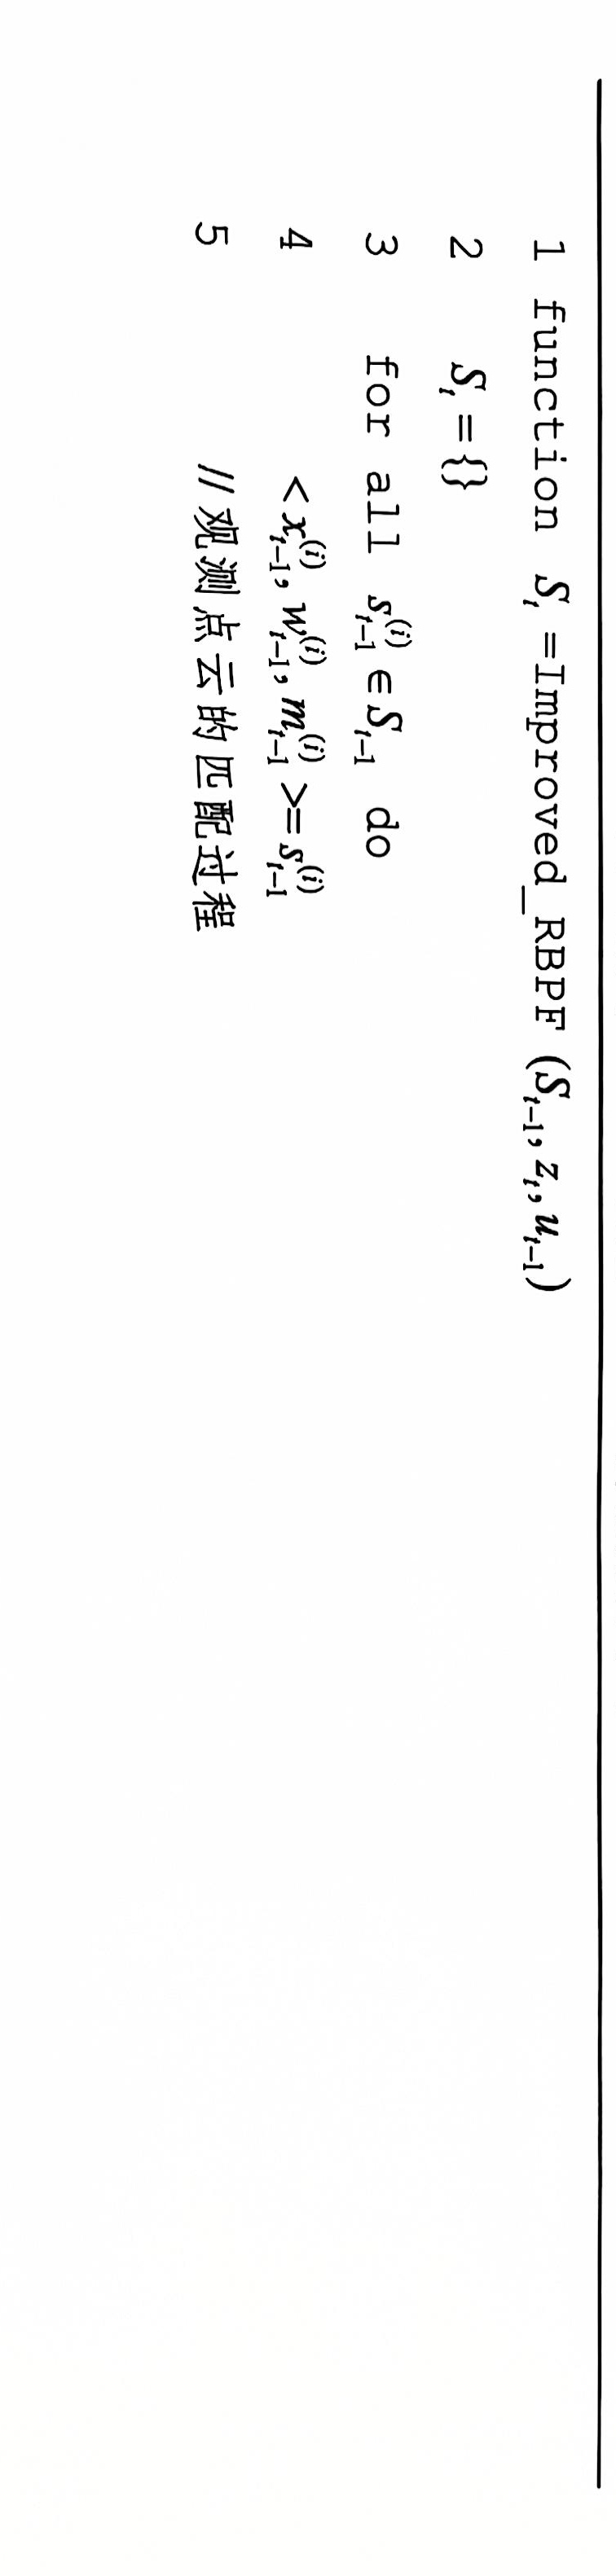 1 function $S_t$ =Improved_RBPF $(S_{t-1}, z_t, u_{t-1})$
2 $S_t = \{\}$
3 for all $s_{t-1}^{(i)} \in S_{t-1}$ do
4 $< x_{t-1}^{(i)}, w_{t-1}^{(i)}, m_{t-1}^{(i)} >= s_{t-1}^{(i)}$
5 //观测点云的匹配过程